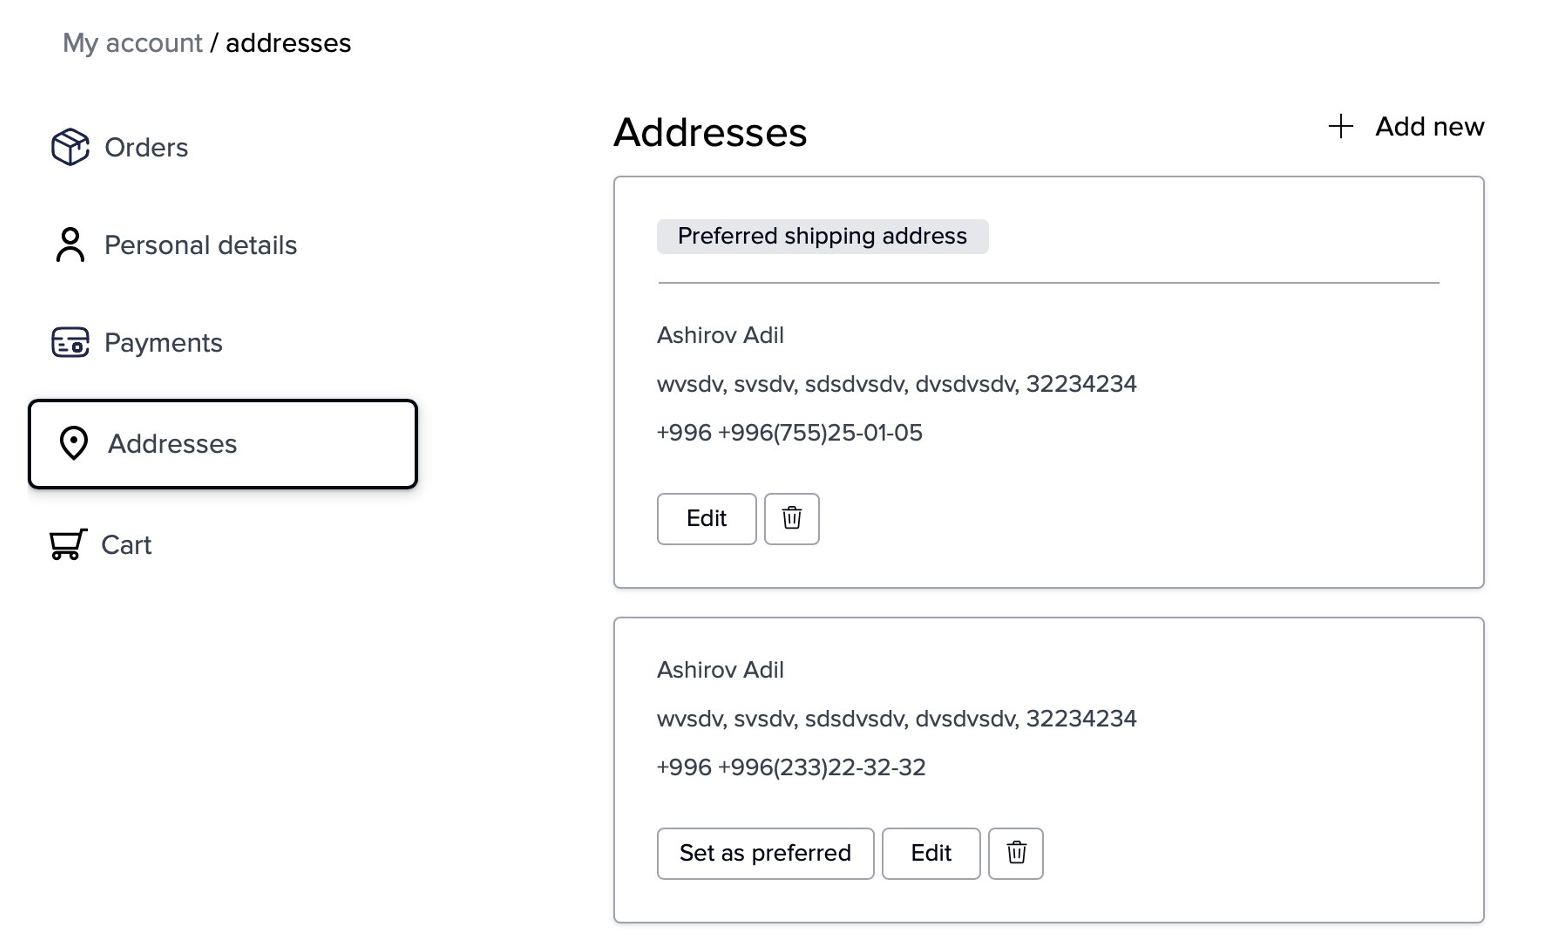 My account / addresses
Orders
Personal details
Payments
Addresses
Cart
Addresses
Add new
Preferred shipping address
Ashirov Adil
wvsdv, svsdv, sdsdvsdv, dvsdvsdv, 32234234
+996 +996(755)25-01-05
Edit
Ashirov Adil
wvsdv, svsdv, sdsdvsdv, dvsdvsdv, 32234234
+996 +996(233)22-32-32
Set as preferred Edit